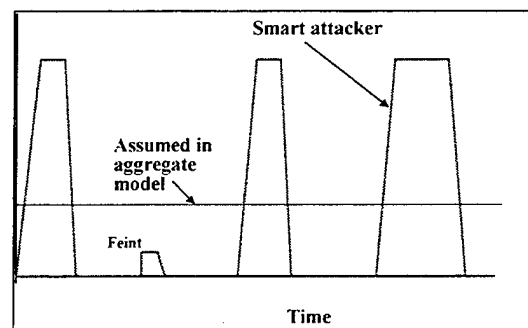 Smart attacker
Assumed in
aggregate
model
Feint
Time